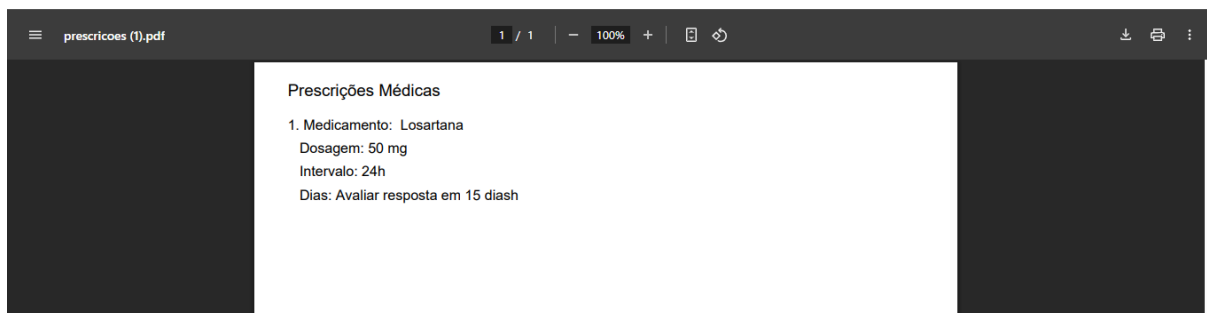 prescricoes (1).pdf 1 / 1 − 100% +
Prescrições Médicas
1. Medicamento: Losartana
Dosagem: 50 mg
Intervalo: 24h
Dias: Avaliar resposta em 15 diash